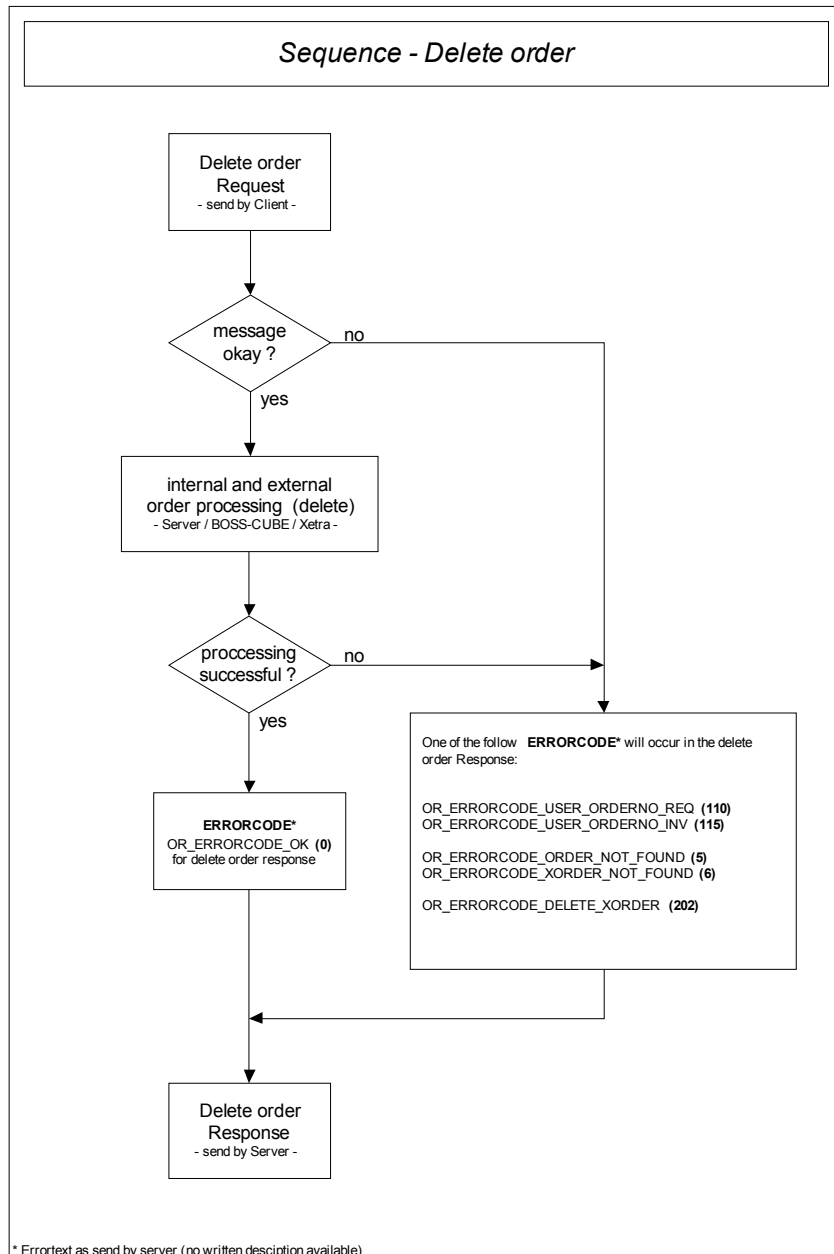 Sequence - Delete order
Delete order
Request
- send by Client -
message
okay ?
no
yes
internal and external
order processing (delete)
- Server / BOSS-CUBE / Xetra -
proccessing
successful ?
no
yes
One of the follow ERRORCODE* will occur in the delete
order Response:
OR_ERRORCODE_USER_ORDERNO_REQ (110)
OR_ERRORCODE_USER_ORDERNO_INV (115)
OR_ERRORCODE_ORDER_NOT_FOUND (5)
OR_ERRORCODE_XORDER_NOT_FOUND (6)
OR_ERRORCODE_DELETE_XORDER (202)
ERRORCODE*
OR_ERRORCODE_OK (0)
for delete order response
Delete order
Response
- send by Server -
* Errortext as send by server (no written desciption available)